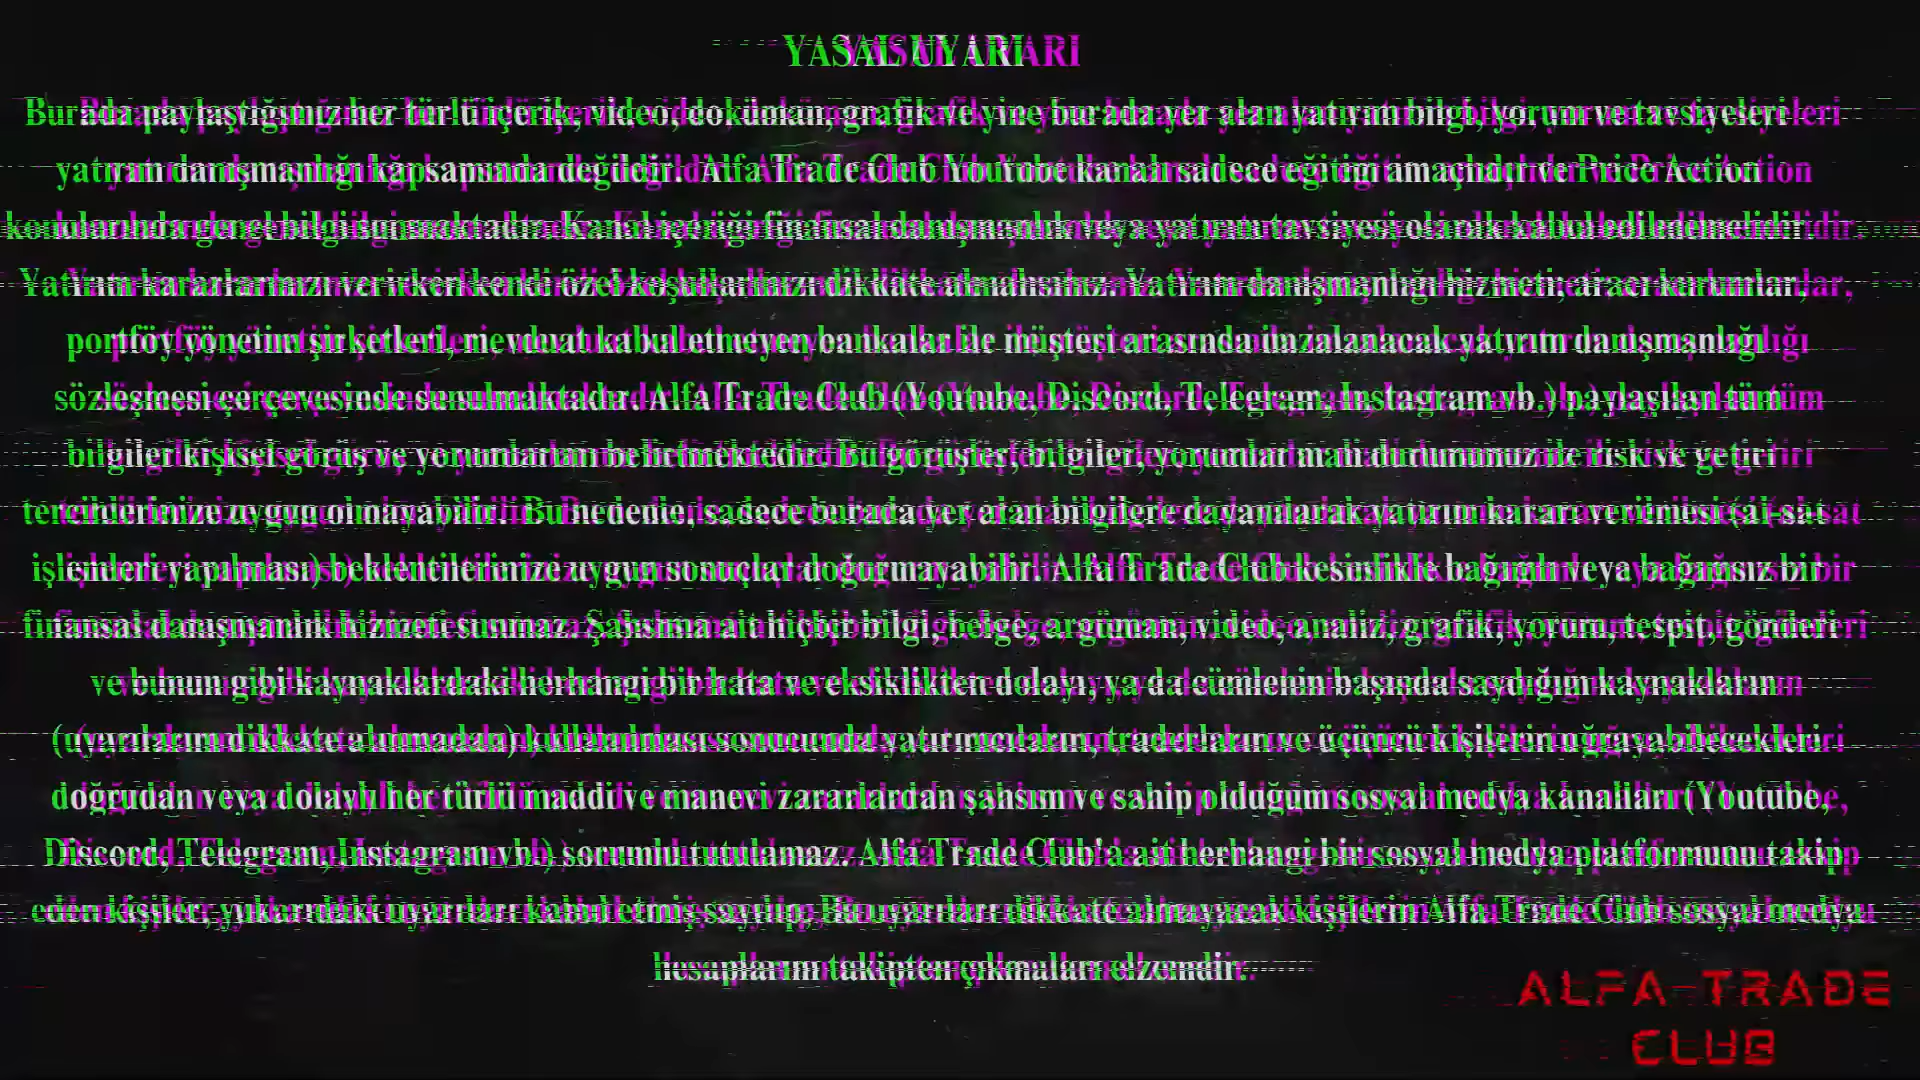 YASAL UYARI
Burada paylaştığımız her türlü içerik, video, doküman, grafik ve yine burada yer alan yatırım bilgi, yorum ve tavsiyeleri
yatırım danışmanlığı kapsamında değildir. Alfa Trade Club YouTube kanalı sadece eğitim amaçlıdır ve Price Action
konularında genel bilgi sunmaktadır. Kanal içeriği finansal danışmanlık veya yatırım tavsiyesi olarak kabul edilmemelidir.
Yatırım kararlarınızı verirken kendi özel koşullarınızı dikkate almalısınız. Yatırım danışmanlığı hizmeti; aracı kurumlar,
portföy yönetim şirketleri, mevduat kabul etmeyen bankalar ile müşteri arasında imzalanacak yatırım danışmanlığı
sözleşmesi çerçevesinde sunulmaktadır. Alfa Trade Club (Youtube, Discord, Telegram, Instagram vb.) paylaşılan tüm
bilgiler kişisel görüş ve yorumlarımı belirtmektedir. Bu görüşler, bilgiler, yorumlar mali durumunuz ile risk ve getiri
tercihlerinize uygun olmayabilir. Bu nedenle, sadece burada yer alan bilgilere dayanılarak yatırım kararı verilmesi (al-sat
işlemleri yapılması) beklentilerinize uygun sonuçlar doğurmayabilir. Alfa Trade Club kesinlikle bağımlı veya bağımsız bir
finansal danışmanlık hizmeti sunmaz. Şahsıma ait hiçbir bilgi, belge, argüman, video, analiz, grafik, yorum, tespit, gönderi
ve bunun gibi kaynaklardaki herhangi bir hata ve eksiklikten dolayı, ya da cümlenin başında saydığım kaynakların
(uyarılarım dikkate alınmadan) kullanılması sonucunda yatırımcıların, traderların ve üçüncü kişilerin uğrayabilecekleri
doğrudan veya dolaylı her türlü maddi ve manevi zararlardan şahsım ve sahip olduğum sosyal medya kanalları (Youtube,
Discord, Telegram, Instagram vb.) sorumlu tutulamaz. Alfa Trade Club'a ait herhangi bir sosyal medya platformunu takip
eden kişiler; yukarıdaki uyarıları kabul etmiş sayılıp, Bu uyarıları dikkate almayacak kişilerin Alfa Trade Club sosyal medya
hesaplarını takipten çıkmaları elzemdir.
ALFA-TRADE
CLUB